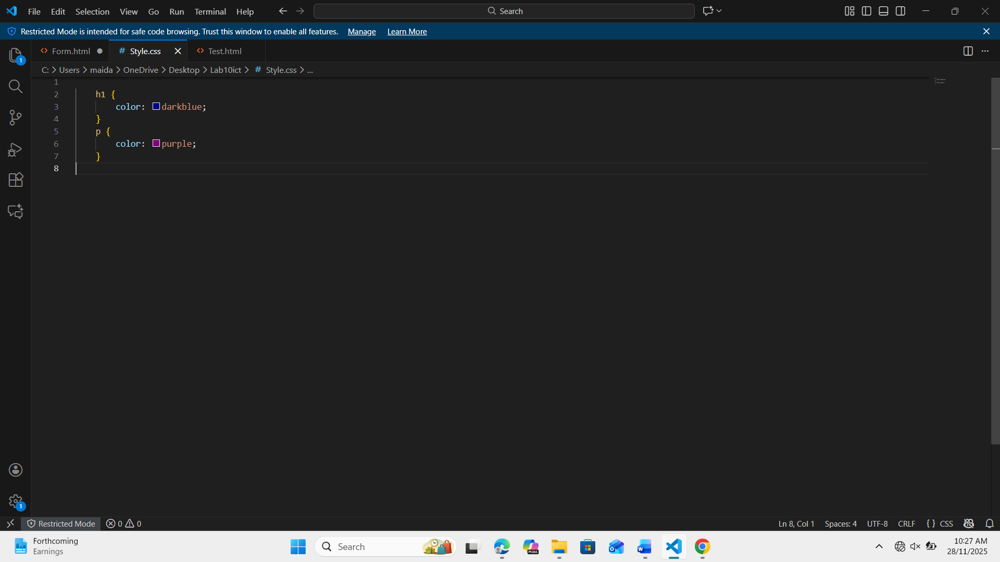 File Edit Selection View Go Run Terminal Help Search
Restricted Mode is intended for safe code browsing. Trust this window to enable all features. Manage Learn More
Form.html # Style.css Test.html
C: > Users > maida > OneDrive > Desktop > Lab10ict > # Style.css > ...
1
2 h1 {
3 color: darkblue;
4 }
5 p {
6 color: purple;
7 }
8
1
1
Restricted Mode 0 0 Ln 8, Col 1 Spaces: 4 UTF-8 CRLF { } CSS
Forthcoming
Earnings
Search
M365
10:27 AM
28/11/2025